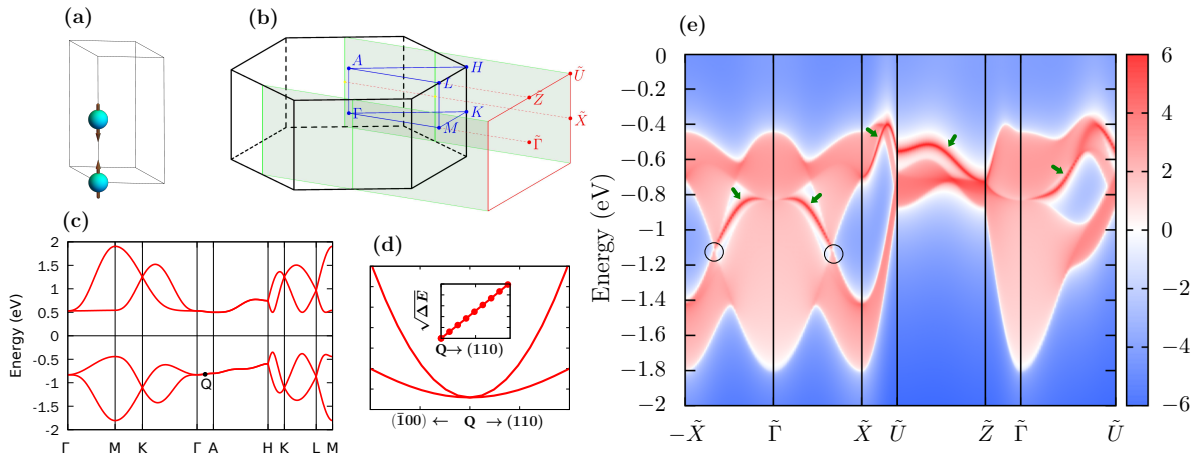 (a)
(b)
A
H
L
Γ
K
M
Ũ
Z̃
X̃
Γ̃
(c)
Energy (eV)
2
1.5
1
0.5
0
-0.5
-1
-1.5
-2
Q
Γ M K Γ A H K L M
(d)
√ΔE
Q→ (110)
(1̄00) ← Q → (110)
(e)
Energy (eV)
0
−0.2
−0.4
−0.6
−0.8
−1
−1.2
−1.4
−1.6
−1.8
−2
−X̃ Γ̃ X̃ Ũ Z̃ Γ̃ Ũ
6
4
2
0
−2
−4
−6